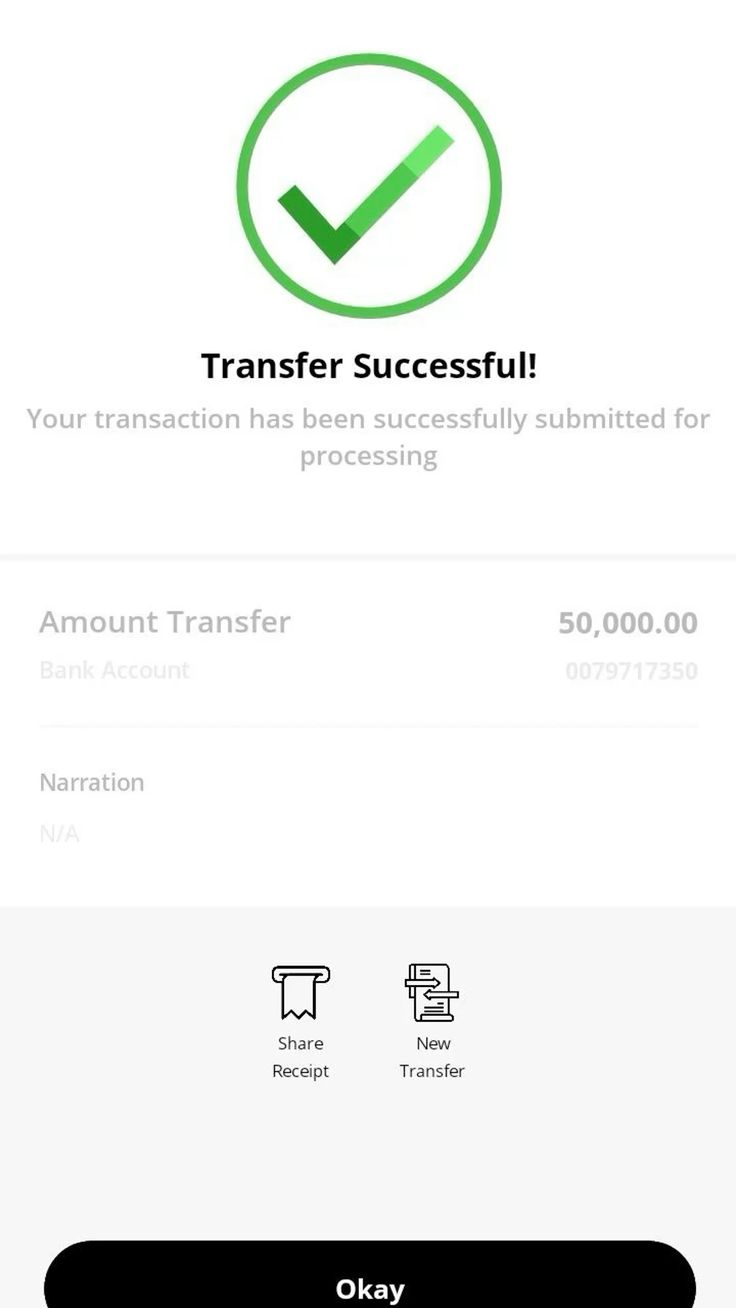 Transfer Successful!
Your transaction has been successfully submitted for
processing
Amount Transfer 50,000.00
Bank Account 0079717350
Narration
N/A
Share
Receipt
New
Transfer
Okay